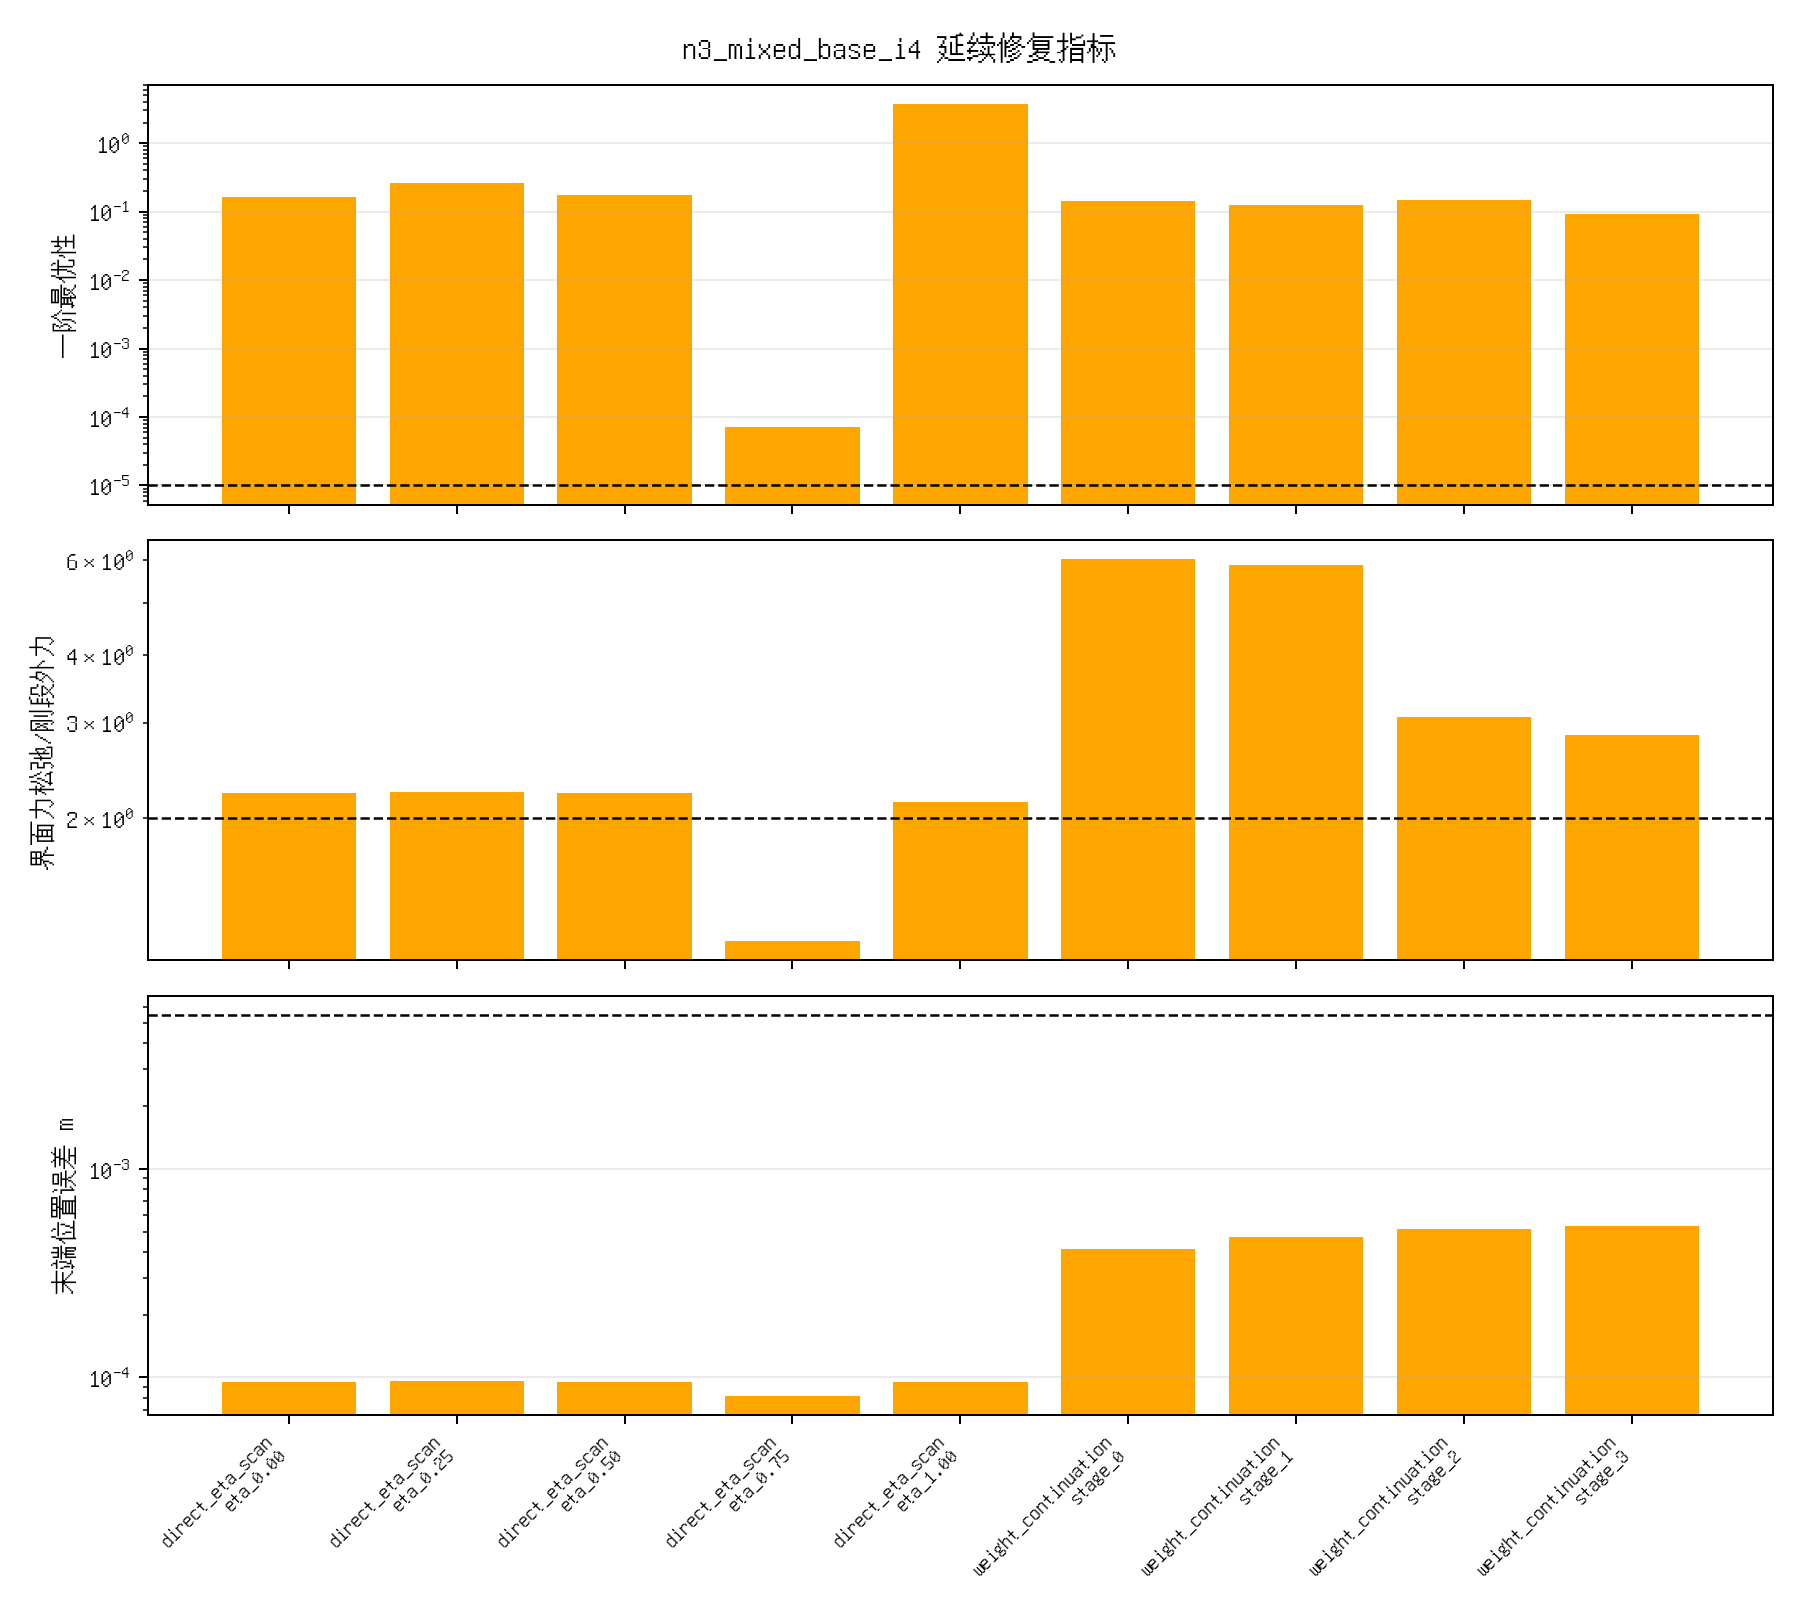 n3_mixed_base_i4 延续修复指标
一阶最优性
10⁰
10⁻¹
10⁻²
10⁻³
10⁻⁴
10⁻⁵
界面力松弛/刚段外力
6×10⁰
4×10⁰
3×10⁰
2×10⁰
末端位置误差 m
10⁻³
10⁻⁴
direct_eta_scan
eta_0.00
direct_eta_scan
eta_0.25
direct_eta_scan
eta_0.50
direct_eta_scan
eta_0.75
direct_eta_scan
eta_1.00
weight_continuation
stage_0
weight_continuation
stage_1
weight_continuation
stage_2
weight_continuation
stage_3